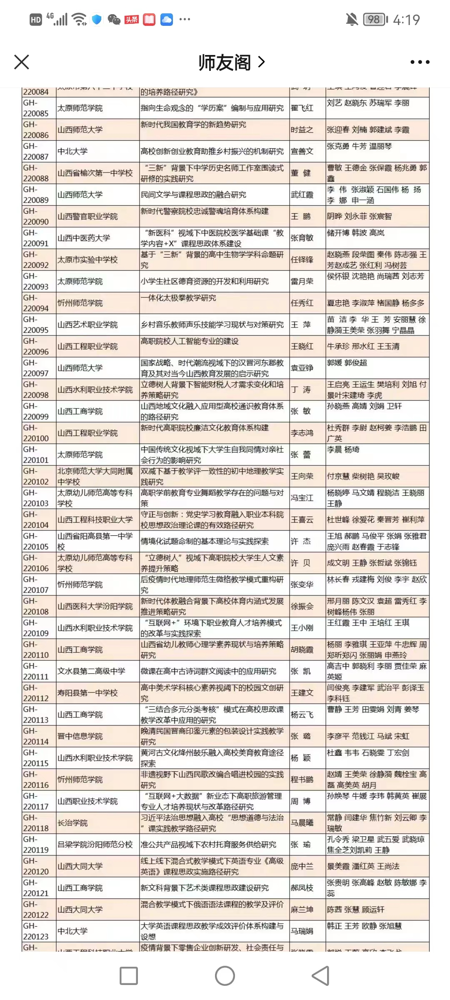 HD 4G 头条 98 4:19
师友阁
220084 的培养路径研究》
GH-220085 太原师范学院 指向生命观念的“学历案”编制与应用研究 翟飞红 刘艺 赵晓东 苏瑞军 李丽
GH-220086 山西师范大学 新时代我国教育学的新趋势研究 时益之 张迎春 刘楠 郭建斌 李霞
GH-220087 中北大学 高校创新创业教育助推乡村振兴的机制研究 宣善文 张克勇 牛芳 温丽琴
GH-220088 山西省榆次第一中学校 “三新”背景下中学历史名师工作室围读式研修的实践研究 董 健 曹敏 王德金 张保霞 杨兆勇 郭鑫
GH-220089 山西师范大学 民间文学与课程思政的融合研究 武红霞 李 伟 张淑颖 石国伟 杨 扬 李 娜 申一涵
GH-220090 山西警官职业学院 新时代警察院校忠诚警魂培育体系构建 王 鹏 阴晔 刘永菲 张宸智
GH-220091 山西中医药大学 “新医科”视域下中医院校医学基础课“教学内容+X”课程思政体系建设 张育敏 储开博 韩波 高岚
GH-220092 太原市实验中学校 基于“三新”背景的高中生物学学科命题研究 任铎锋 赵晓燕 段荣图 秦伟 陈志强 王芳赵成艺 张红利 冯树芸
GH-220093 太原师范学院 小学生社区德育资源的开发和利用研究 雷月荣 侯怀银 沈艳艳 尚瑞茜 刘志芳
GH-220094 忻州师范学院 一体化太极拳教学研究 任秀红 夏忠艳 李淑萍 褚国静 杨多多
GH-220095 山西艺术职业学院 乡村音乐教师声乐技能学习现状与对策研究 王 萍 苗 洁 李 华 王 芳 安丽慧 徐静漪王美荣 张羽舞 宁晶晶
GH-220096 山西工程职业学院 高职院校人工智能专业的建设 王晓红 牛承珍 邢水红 王玉清
GH-220097 山西师范大学 国家战略、时代潮流视域下的汉晋河东郡教育及其对当今山西教育发展的启示研究 袁亚铮 郭媛 郭俊超
GH-220098 山西水利职业技术学院 立德树人背景下智能财税人才需求变化和培养策略研究 丁 涛 王启亮 王运生 樊培利 刘旭 付景叶宋建琦 李虎
GH-220099 山西工商学院 山西地域文化融入应用型高校通识教育体系的路径研究 张 敏 孙晓燕 高婧 刘娟 卫轩
GH-220100 山西工程职业学院 新时代高职院校廉洁文化教育体系构建 李志鸿 杜秀群 李尉 赵柯姜 李浩鹏 田广英
GH-220101 太原师范学院 中国传统文化视域下大学生自我同情对亲社会行为的影响研究 张 蕾 李晨 杨琦
GH-220102 北京师范大学大同附属中学校 双减下基于教学评一致性的初中地理教学实践研究 王向荣 付京慧 柴树艳 吴玫峻
GH-220103 太原幼儿师范高等专科学校 高职学前教育专业舞蹈教学存在的问题与对策 冯宝江 杨晓婷 马文婧 程晓洁 王晓丽 王静
GH-220104 山西工程科技职业大学 守正与创新：党史学习教育融入职业本科院校思想政治理论课的有效路径研究 王喜云 杜世峰 徐爱花 秦晋芳 崔利萍
GH-220105 山西省阳高县第一中学校 情境化试题命制的基本理论与实践探索 许 杰 王旭 郝鹏 马俊平 张娟 张雅君 庞兴雨 赵春霞 于志锋
GH-220106 太原幼儿师范高等专科学校 “立德树人”视域下高职院校大学生人文素养提升策略 许 贝 成文明 王静 张哲斌 张锦钰
GH-220107 忻州师范学院 后疫情时代地理师范生微格教学模式重构研究 张变华 林长春 戎建梅 刘俊 李宇 赵欣
GH-220108 山西医科大学汾阳学院 新时代体教融合背景下高校体育内涵式发展推进策略研究 徐振会 邢月丽 陈文汉 袁超 雷秀红 李树峰杨伟 张丽
GH-220109 山西水利职业技术学院 “互联网+”环境下职业教育人才培养模式的改革与实践探索 王小刚 王红霞 王中 王培红 王琪
GH-220110 山西工商学院 山西省幼儿教师心理学素养现状与培养策略研究 胡晓霞 杨丽 李雅琪 王亚萍 牛忠辉 周郑昕郑闪 张丽娟 申燕玲
GH-220111 文水县第二高级中学 微课在高中古诗词群文阅读中的应用研究 张 凯 高吉中 郭晓利 李丽 贾佳荣 麻英姬
GH-220112 寿阳县第一中学校 高中美术学科核心素养视阈下的校园文创研究 王建文 闫俊亮 李建军 武治平 彭译玉 李科钰
GH-220113 山西工商学院 “三结合多元分类考核”模式在高校思政课教学改革中应用的研究 杨云飞 曹静 王芳 田雯娟 刘青 姜琴
GH-220114 晋中信息学院 晚清民国晋商印鉴元素的包装设计实践教学研究 张 璐 李彦平 范钱江 马斌 宋虹
GH-220115 山西水利职业技术学院 黄河古文化绛州鼓乐融入高校美育教育途径探索 杨 颖 杜鑫 韦韦 石晓雯 丁宏剑
GH-220116 忻州师范学院 非遗视野下山西民歌改编合唱进校园的实践研究 程书鹏 赵婧 王美荣 徐静漪 魏栓宝 高磊 高美英 胡月
GH-220117 山西职业技术学院 “互联网+大数据”新业态下高职旅游管理专业人才培养现状与改革路径研究 周 博 孙焕琴 牛媛 李玮 韩黄英 崔展
GH-220118 长治学院 习近平法治思想融入高校“思想道德与法治”课实践教学路径研究 马晨曦 常静 闫建华 焦竹新 刘云卿 李瑞敏
GH-220119 吕梁学院汾阳师范分校 准公共产品视域下农村托育服务供给研究 张 瑜 孔令秀 梁卫星 武五爱 武晓琼 焦全芝刘凯莉 王静
GH-220120 山西大同大学 线上线下混合式教学模式下英语专业《高级英语》课程思政实施路径研究 庞中兰 景美霞 潘红英 王尚法
GH-220121 山西工商学院 新文科背景下艺术类课程思政建设研究 郝凤枝 张贵明 张高峰 赵敏 陈敏娜 李蕊
GH-220122 山西大同大学 混合教学模式下俄语语法课程的教学及评价 麻兰坤 陈茜 张慧 顾运轩
GH-220123 中北大学 大学英语课程思政教学成效评价体系构建与设想 马瑞娟 韩正 王芳 欧静 张旭慧
GH- 疫情背景下零售企业创新研发、社会责任与